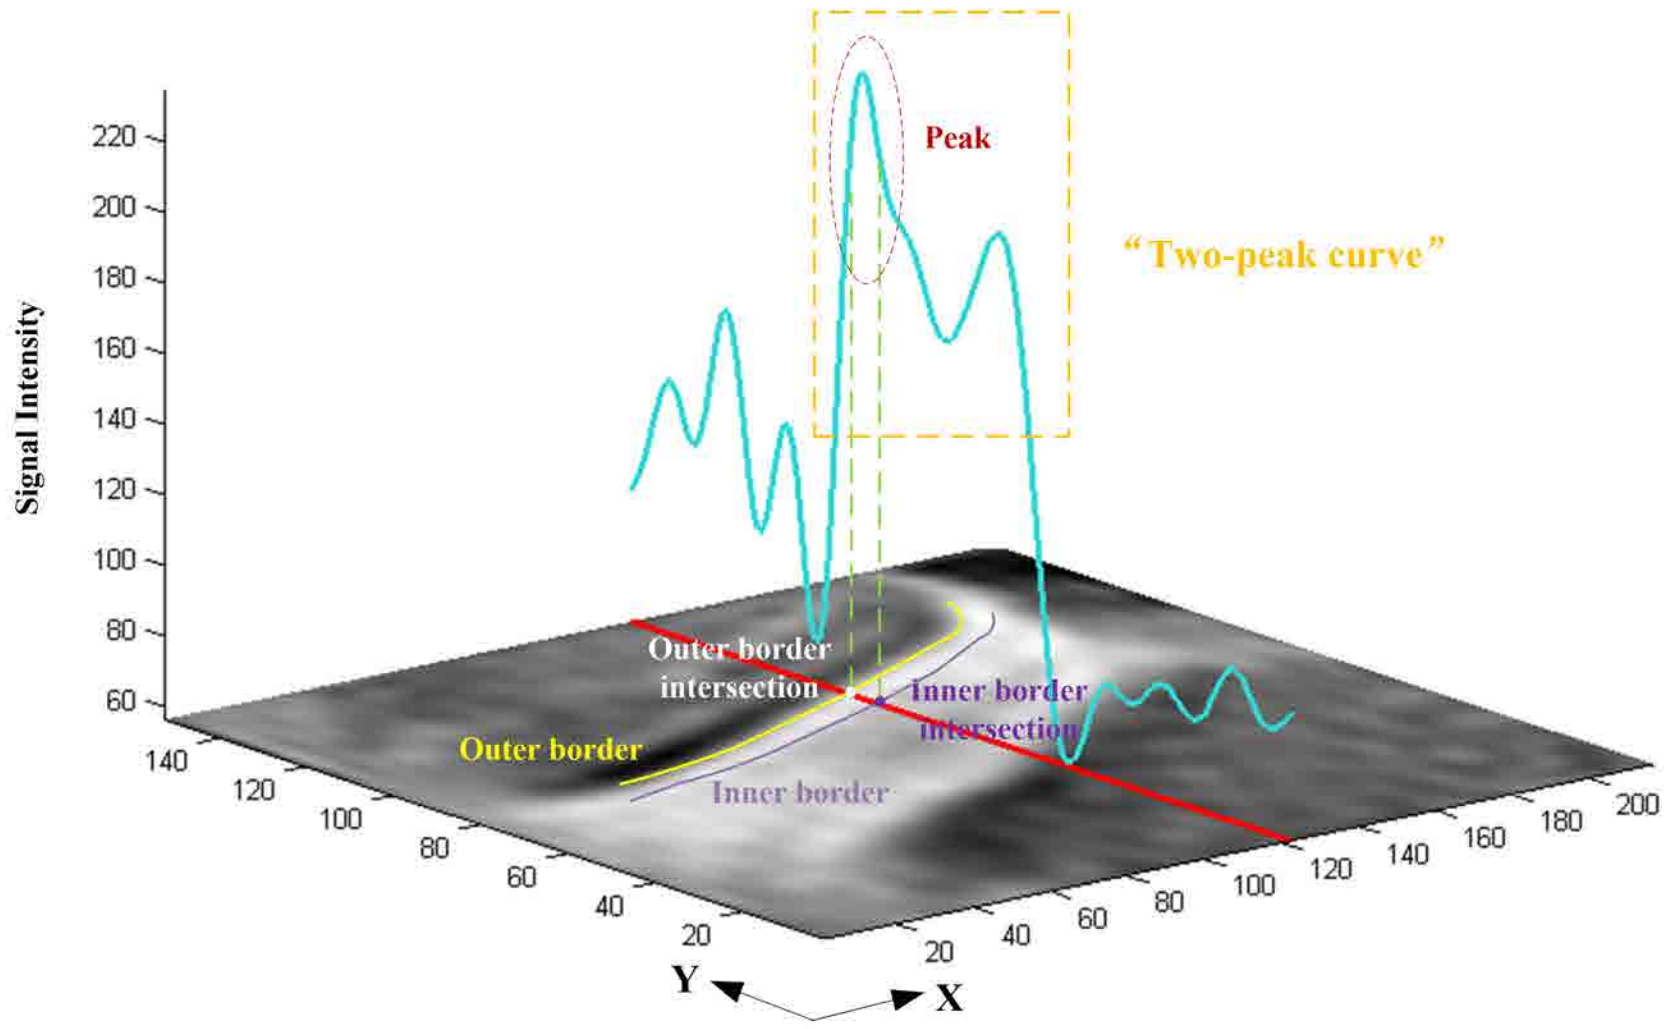 Peak
“Two-peak curve”
Signal Intensity
220
200
180
160
140
120
100
80
60
Outer border
intersection
Inner border
intersection
Outer border
Inner border
140
120
100
80
60
40
20
20
40
60
80
100
120
140
160
180
200
Y
X